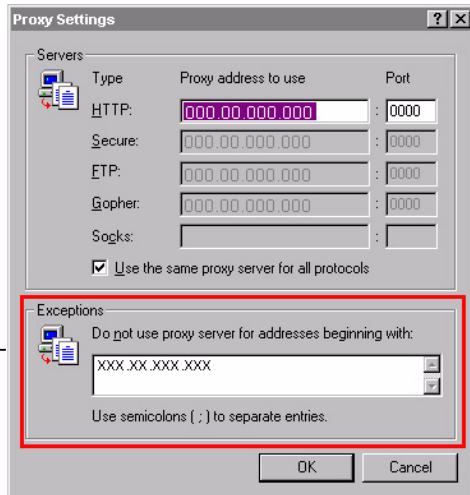 Proxy Settings
Servers
Type Proxy address to use Port
HTTP: 000.00.000.000 : 0000
Secure: 000.00.000.000 : 0000
FTP: 000.00.000.000 : 0000
Gopher: 000.00.000.000 : 0000
Socks: :
Use the same proxy server for all protocols
Exceptions
Do not use proxy server for addresses beginning with:
XXX.XX.XXX.XXX
Use semicolons ( ; ) to separate entries.
OK Cancel